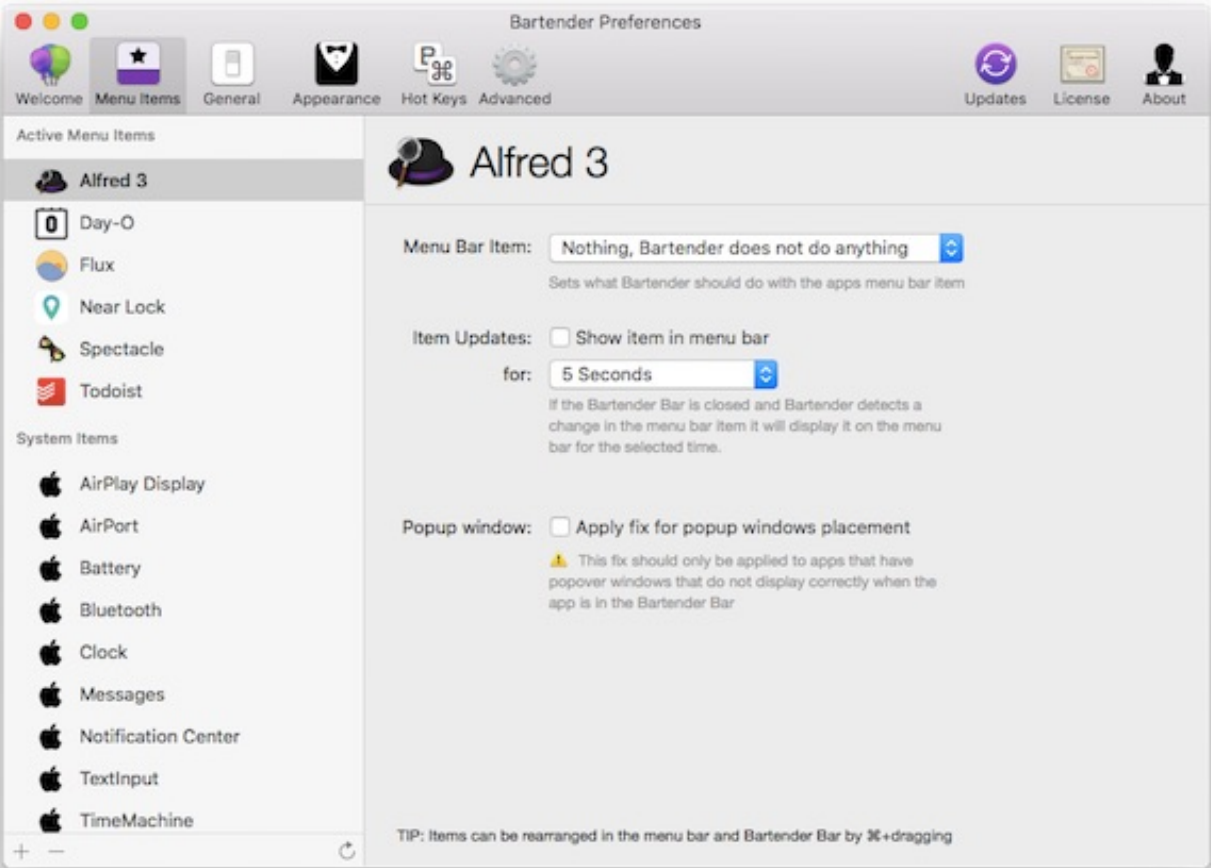 Bartender Preferences
Welcome Menu Items General Appearance Hot Keys Advanced Updates License About
Active Menu Items
Alfred 3
Day-O
Flux
Near Lock
Spectacle
Todoist
System Items
AirPlay Display
AirPort
Battery
Bluetooth
Clock
Messages
Notification Center
TextInput
TimeMachine
Alfred 3
Menu Bar Item: Nothing, Bartender does not do anything
Sets what Bartender should do with the apps menu bar item
Item Updates: Show item in menu bar
for: 5 Seconds
If the Bartender Bar is closed and Bartender detects a
change in the menu bar item it will display it on the menu
bar for the selected time.
Popup window: Apply fix for popup windows placement
This fix should only be applied to apps that have
popover windows that do not display correctly when the
app is in the Bartender Bar
TIP: Items can be rearranged in the menu bar and Bartender Bar by ⌘+dragging